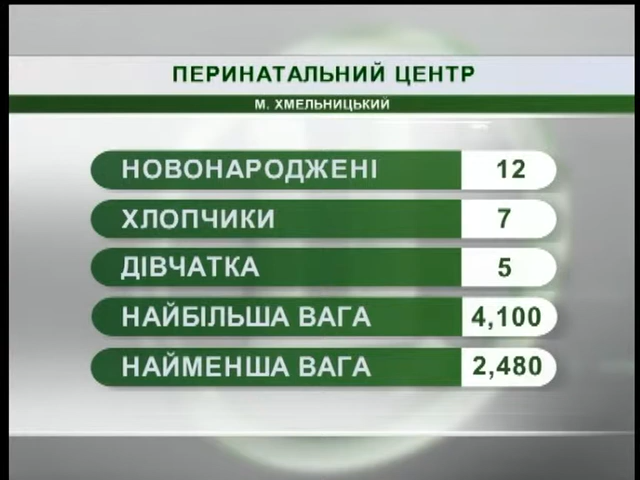 ПЕРИНАТАЛЬНИЙ ЦЕНТР
М. ХМЕЛЬНИЦЬКИЙ
НОВОНАРОДЖЕНІ 12
ХЛОПЧИКИ 7
ДІВЧАТКА 5
НАЙБІЛЬША ВАГА 4,100
НАЙМЕНША ВАГА 2,480